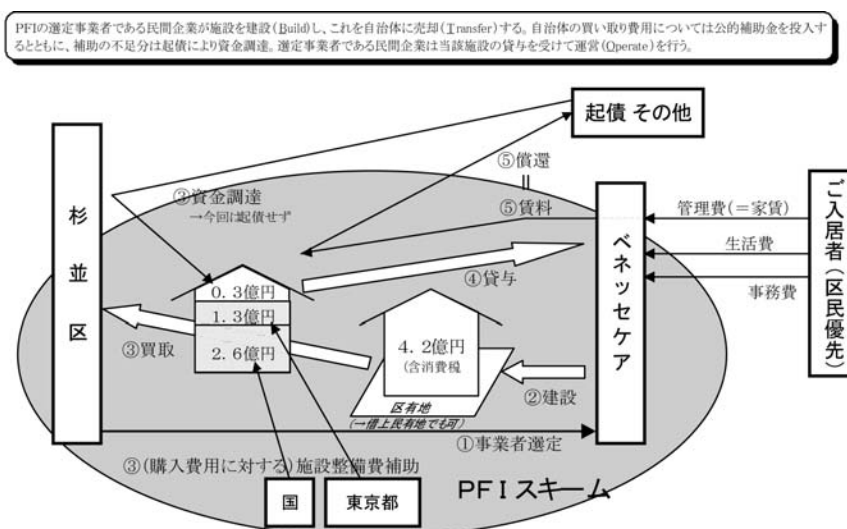 PFIの選定事業者である民間企業が施設を建設(Build)し、これを自治体に売却(Transfer)する。自治体の買い取り費用については公的補助金を投入す
るとともに、補助の不足分は起債により資金調達。選定事業者である民間企業は当該施設の貸与を受けて運営(Operate)を行う。
起債 その他
⑤償還
||
③資金調達
→今回は起債せず
⑤賃料
杉並区
ベネッセケア
ご入居者(区民優先)
管理費(=家賃)
生活費
事務費
④貸与
0.3億円
1.3億円
2.6億円
③買取
4.2億円
(含消費税
②建設
区有地
(→借上民有地でも可)
①事業者選定
③(購入費用に対する)施設整備費補助
国
東京都
PFIスキーム